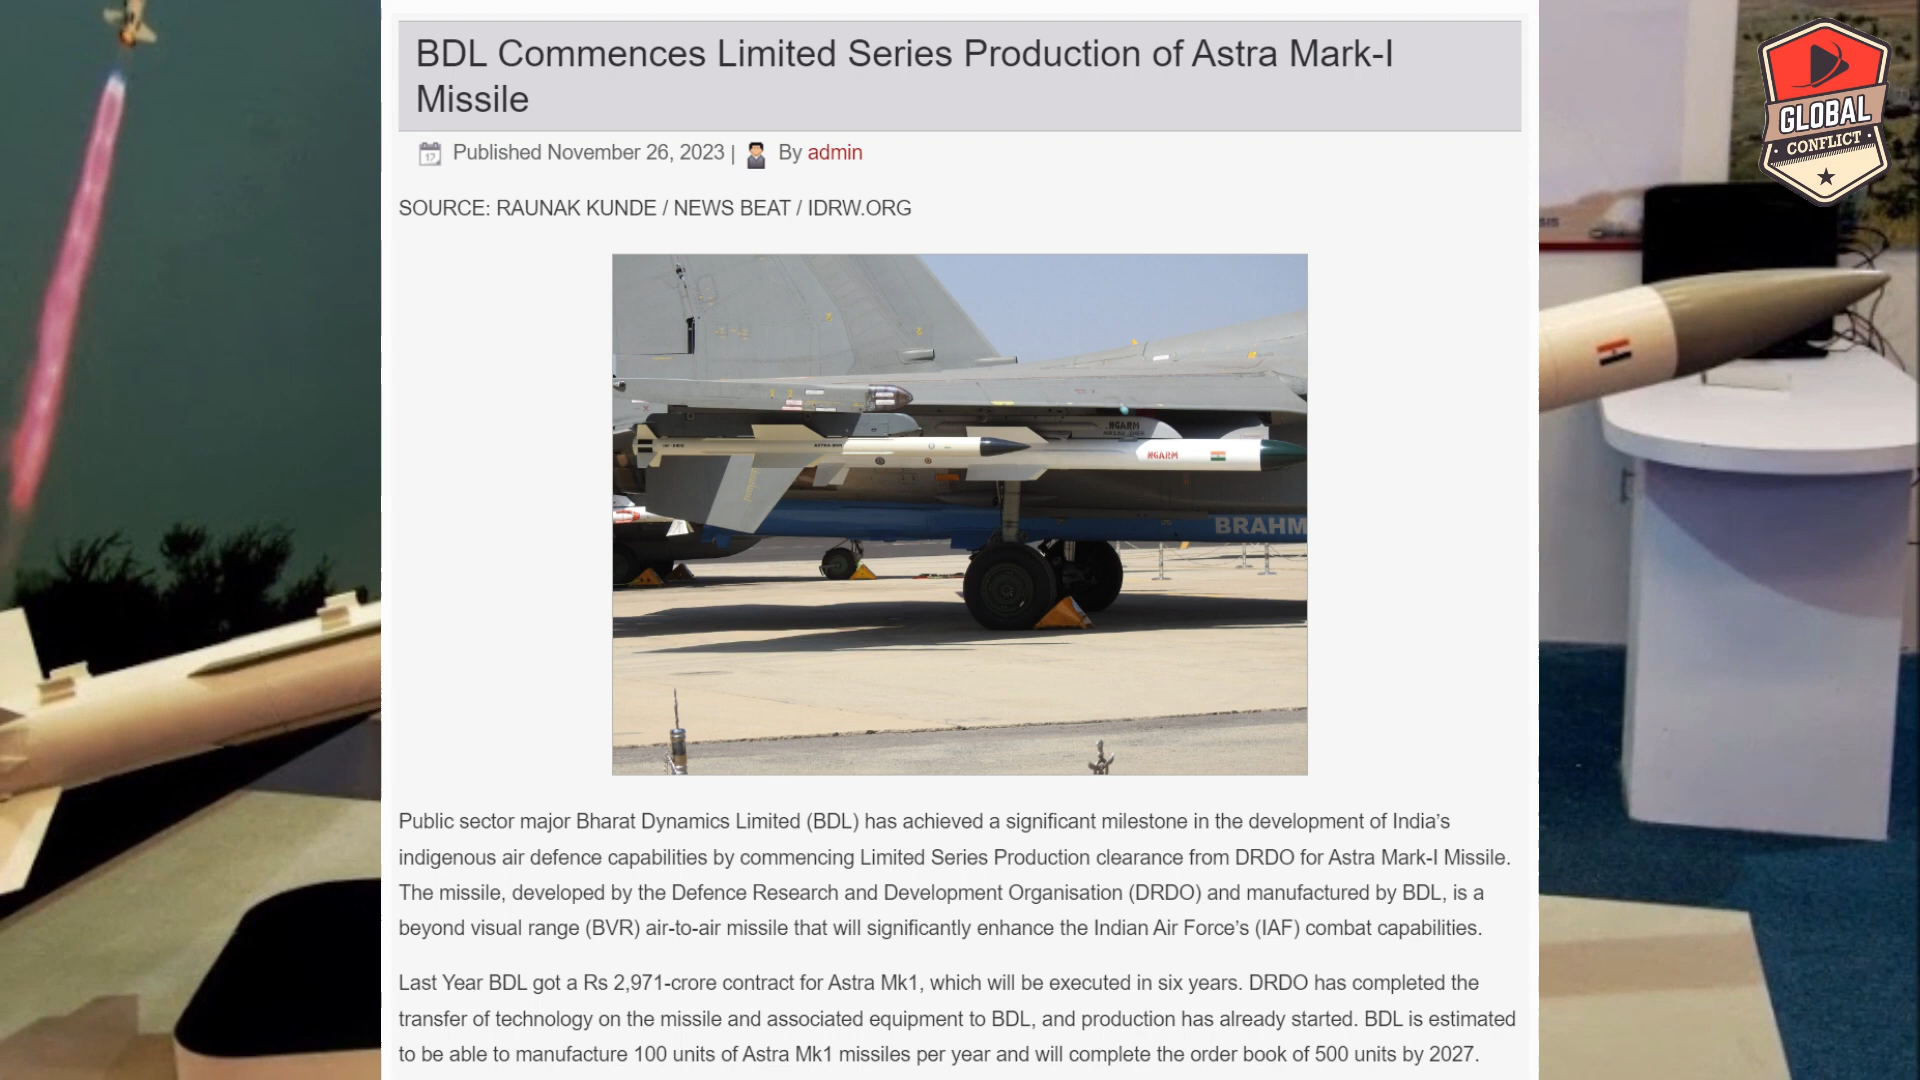 BDL Commences Limited Series Production of Astra Mark-I
Missile
Published November 26, 2023 | By admin
SOURCE: RAUNAK KUNDE / NEWS BEAT / IDRW.ORG
GLOBAL
CONFLICT
NGARM
BRAHM
Public sector major Bharat Dynamics Limited (BDL) has achieved a significant milestone in the development of India’s
indigenous air defence capabilities by commencing Limited Series Production clearance from DRDO for Astra Mark-I Missile.
The missile, developed by the Defence Research and Development Organisation (DRDO) and manufactured by BDL, is a
beyond visual range (BVR) air-to-air missile that will significantly enhance the Indian Air Force’s (IAF) combat capabilities.
Last Year BDL got a Rs 2,971-crore contract for Astra Mk1, which will be executed in six years. DRDO has completed the
transfer of technology on the missile and associated equipment to BDL, and production has already started. BDL is estimated
to be able to manufacture 100 units of Astra Mk1 missiles per year and will complete the order book of 500 units by 2027.